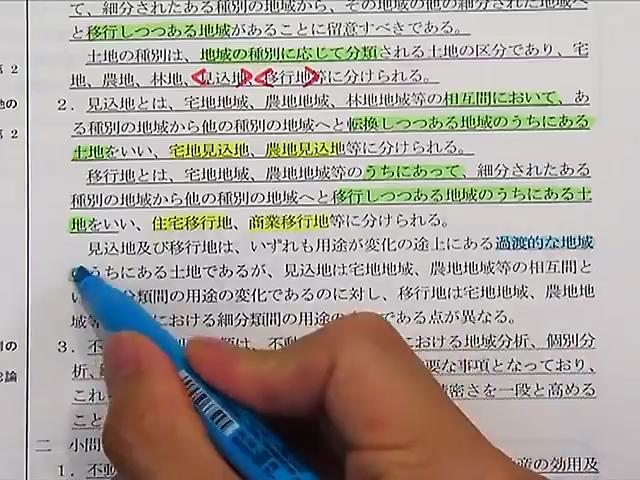 て、細分されたある種別の地域から、その他の細分された地域へ
と移行しつつある地域があることに留意すべきである。
土地の種別は、地域の種別に応じて分類される土地の区分であり、宅
地、農地、林地、見込地、移行地等に分けられる。
2．見込地とは、宅地地域、農地地域、林地地域等の相互間において、あ
る種別の地域から他の種別の地域へと転換しつつある地域のうちにある
土地をいい、宅地見込地、農地見込地等に分けられる。
移行地とは、宅地地域、農地地域等のうちにあって、細分されたある
種別の地域から他の種別の地域へと移行しつつある地域のうちにある土
地をいい、住宅移行地、商業移行地等に分けられる。
見込地及び移行地は、いずれも用途が変化の途上にある過渡的な地域
うちにある土地であるが、見込地は宅地地域、農地地域等の相互間と
い 分類間の用途の変化であるのに対し、移行地は宅地地域、農地地
域 における細分類間の用途の である点が異なる。
3．不 は、不動 における地域分析、個別分
析、 要な事項となっており、
これ 密さを一段と高める
こと
二 小問
1．不動 産の効用及
第2
の
第2
の
論